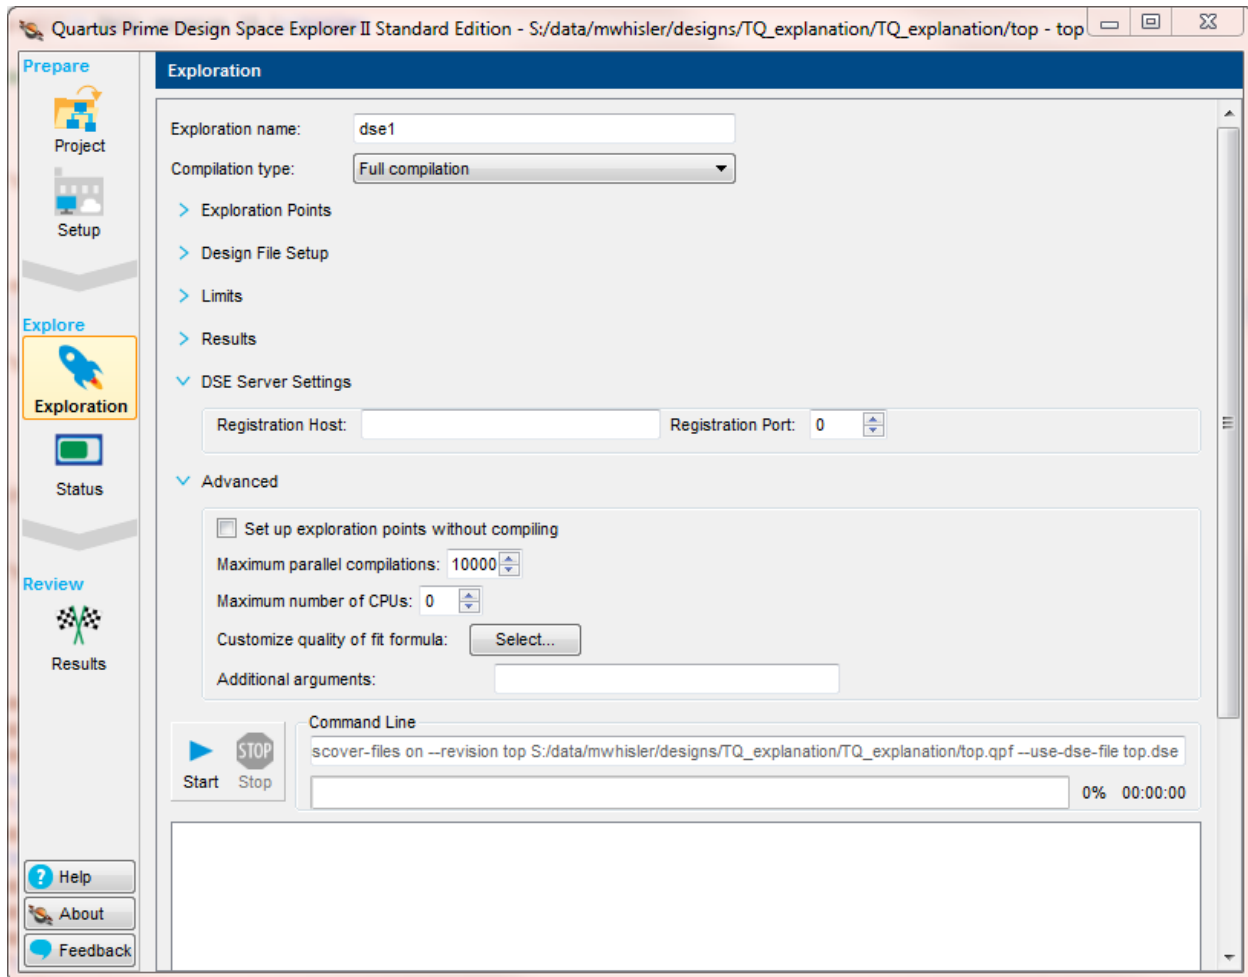 Quartus Prime Design Space Explorer II Standard Edition - S:/data/mwhisler/designs/TQ_explanation/TQ_explanation/top - top
Prepare
Project
Setup
Explore
Exploration
Status
Review
Results
Help
About
Feedback
Exploration
Exploration name: dse1
Compilation type: Full compilation
Exploration Points
Design File Setup
Limits
Results
DSE Server Settings
Registration Host: Registration Port: 0
Advanced
Set up exploration points without compiling
Maximum parallel compilations: 10000
Maximum number of CPUs: 0
Customize quality of fit formula: Select...
Additional arguments:
Command Line
STOP
scover-files on --revision top S:/data/mwhisler/designs/TQ_explanation/TQ_explanation/top.qpf --use-dse-file top.dse
Start Stop
0% 00:00:00